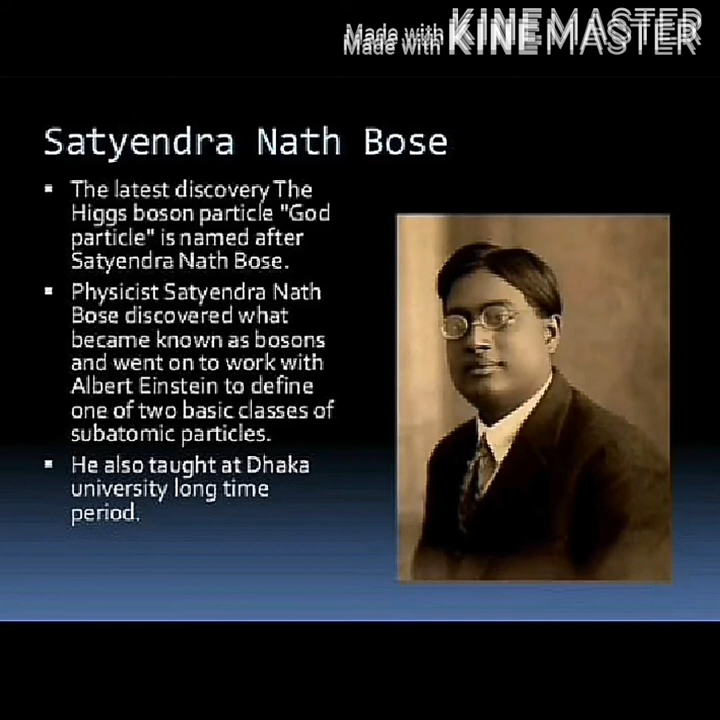 Made with KINEMASTER
Made with KINEMASTER
Satyendra Nath Bose
▪ The latest discovery The
Higgs boson particle "God
particle" is named after
Satyendra Nath Bose.
▪ Physicist Satyendra Nath
Bose discovered what
became known as bosons
and went on to work with
Albert Einstein to define
one of two basic classes of
subatomic particles.
▪ He also taught at Dhaka
university long time
period.